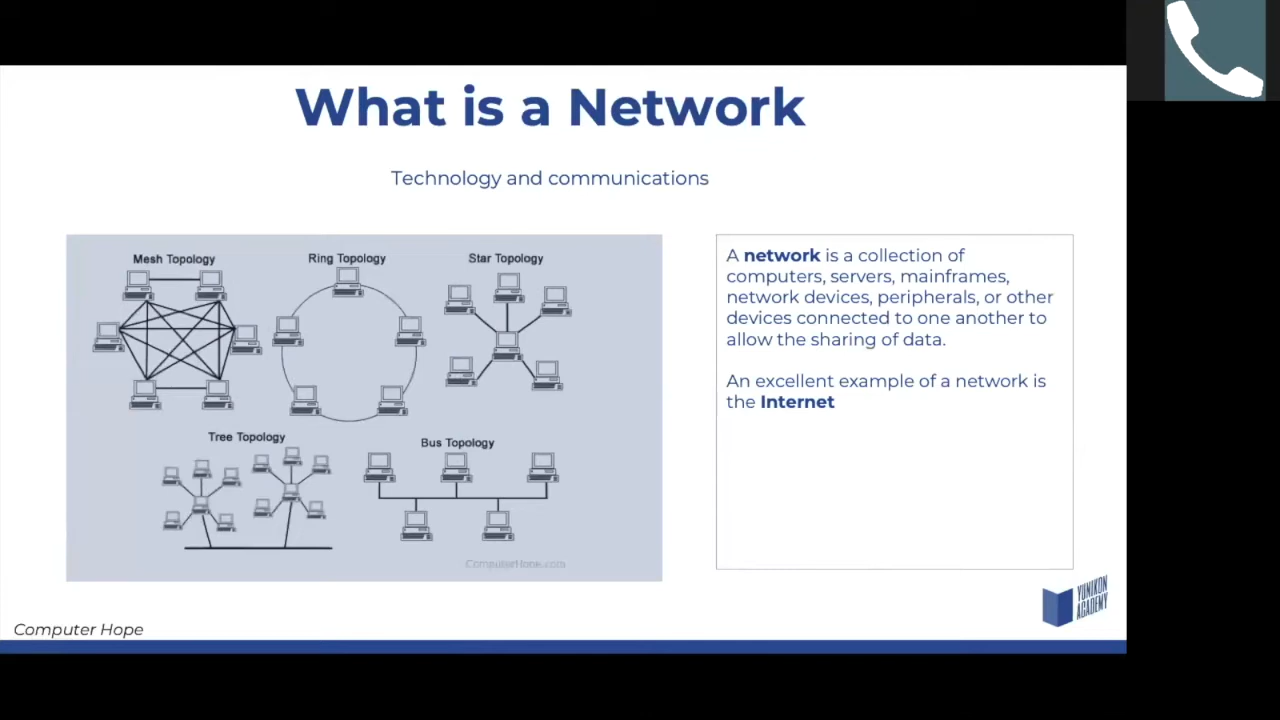 What is a Network
Technology and communications
Mesh Topology
Ring Topology
Star Topology
Tree Topology
Bus Topology
ComputerHope.com
A network is a collection of
computers, servers, mainframes,
network devices, peripherals, or other
devices connected to one another to
allow the sharing of data.
An excellent example of a network is
the Internet
YUNIKON
ACADEMY
Computer Hope